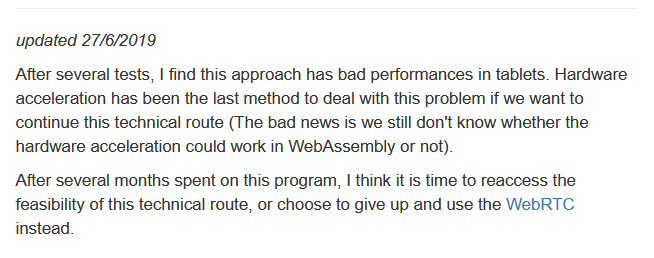 updated 27/6/2019
After several tests, I find this approach has bad performances in tablets. Hardware
acceleration has been the last method to deal with this problem if we want to
continue this technical route (The bad news is we still don't know whether the
hardware acceleration could work in WebAssembly or not).
After several months spent on this program, I think it is time to reaccess the
feasibility of this technical route, or choose to give up and use the WebRTC
instead.